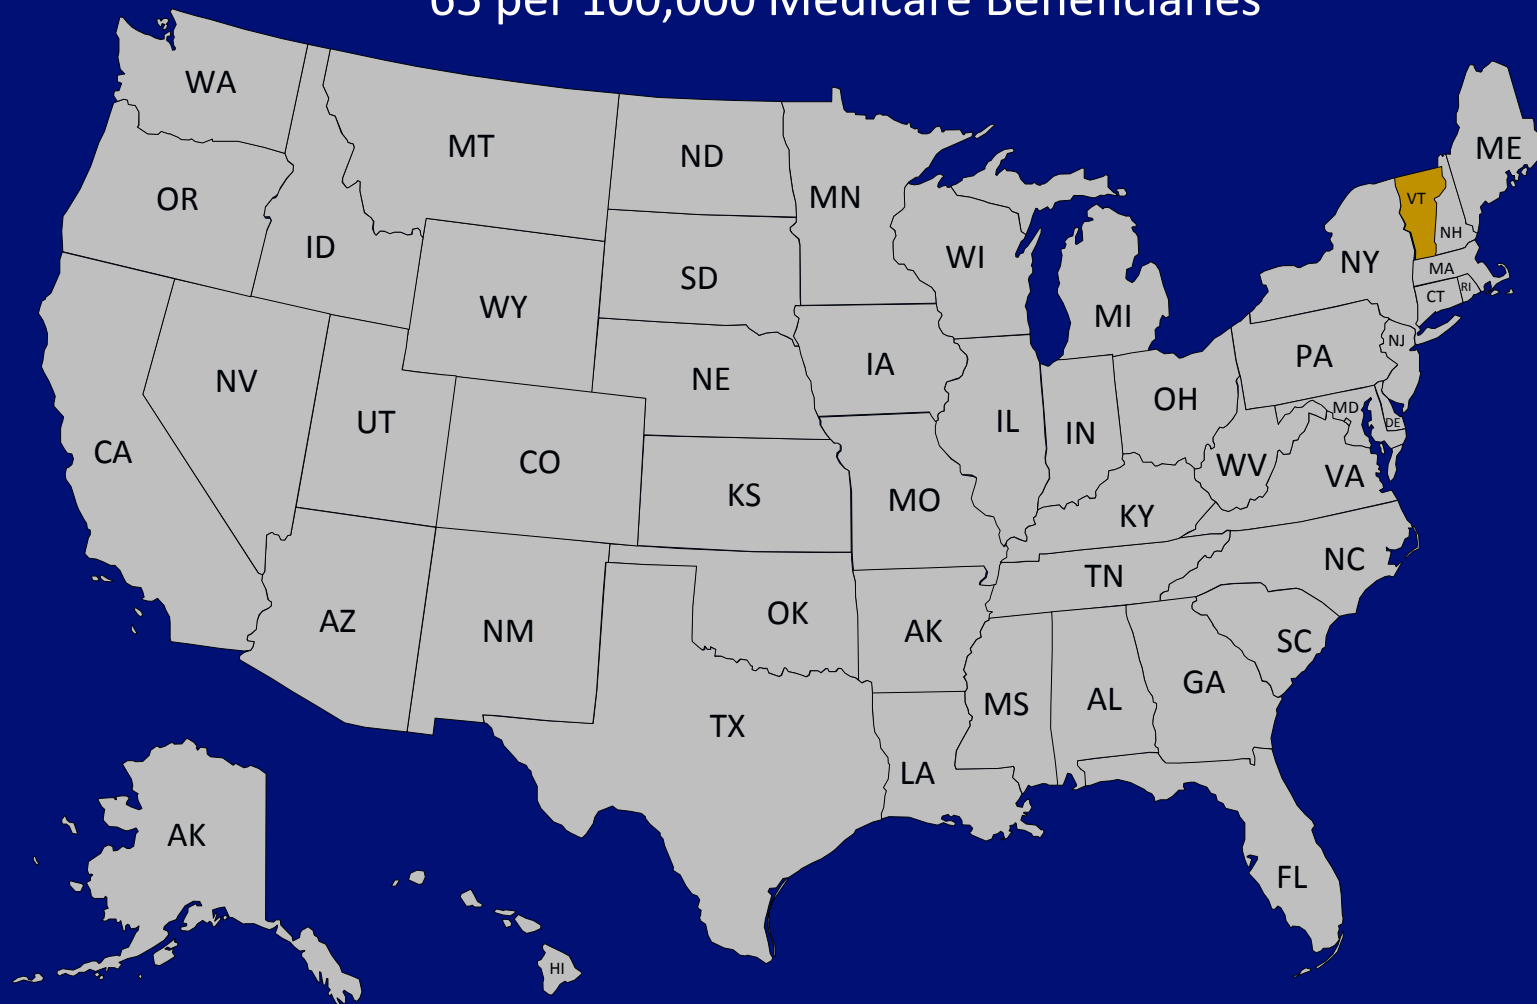 65 per 100,000 Medicare Beneficiaries
WA
MT
ND
MN
ME
OR
ID
VT
NH
SD
WI
NY
MA
WY
CT
RI
MI
NJ
IA
PA
NV
NE
OH
UT
MD
IL
IN
DE
CA
CO
WV
VA
KS
MO
KY
NC
TN
AZ
NM
OK
AK
SC
GA
MS
AL
TX
LA
AK
FL
HI